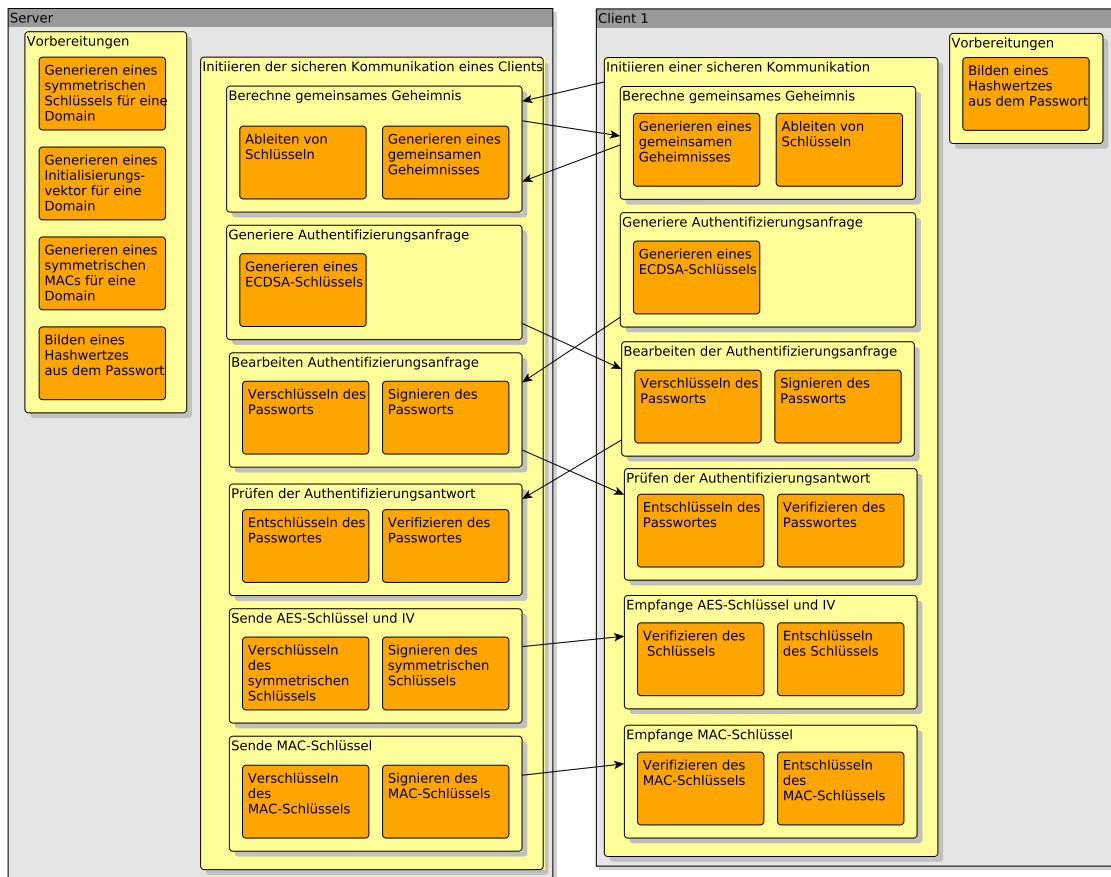 Server
Vorbereitungen
Generieren eines
symmetrischen
Schlüssels für eine
Domain
Generieren eines
Initialisierungs-
vektor für eine
Domain
Generieren eines
symmetrischen
MACs für eine
Domain
Bilden eines
Hashwertzes
aus dem Passwort
Initiieren der sicheren Kommunikation eines Clients
Berechne gemeinsames Geheimnis
Ableiten von
Schlüsseln
Generieren eines
gemeinsamen
Geheimnisses
Generiere Authentifizierungsanfrage
Generieren eines
ECDSA-Schlüssels
Bearbeiten Authentifizierungsanfrage
Verschlüsseln des
Passworts
Signieren des
Passworts
Prüfen der Authentifizierungsantwort
Entschlüsseln des
Passwortes
Verifizieren des
Passwortes
Sende AES-Schlüssel und IV
Verschlüsseln
des
symmetrischen
Schlüssels
Signieren des
symmetrischen
Schlüssels
Sende MAC-Schlüssel
Verschlüsseln
des
MAC-Schlüssels
Signieren des
MAC-Schlüssels
Client 1
Initiieren einer sicheren Kommunikation
Berechne gemeinsames Geheimnis
Generieren eines
gemeinsamen
Geheimnisses
Ableiten von
Schlüsseln
Generiere Authentifizierungsanfrage
Generieren eines
ECDSA-Schlüssels
Bearbeiten der Authentifizierungsanfrage
Verschlüsseln des
Passworts
Signieren des
Passworts
Prüfen der Authentifizierungsantwort
Entschlüsseln des
Passwortes
Verifizieren des
Passwortes
Empfange AES-Schlüssel und IV
Verifizieren des
Schlüssels
Entschlüsseln
des Schlüssels
Empfange MAC-Schlüssel
Verifizieren des
MAC-Schlüssels
Entschlüsseln
des
MAC-Schlüssels
Vorbereitungen
Bilden eines
Hashwertzes
aus dem Passwort